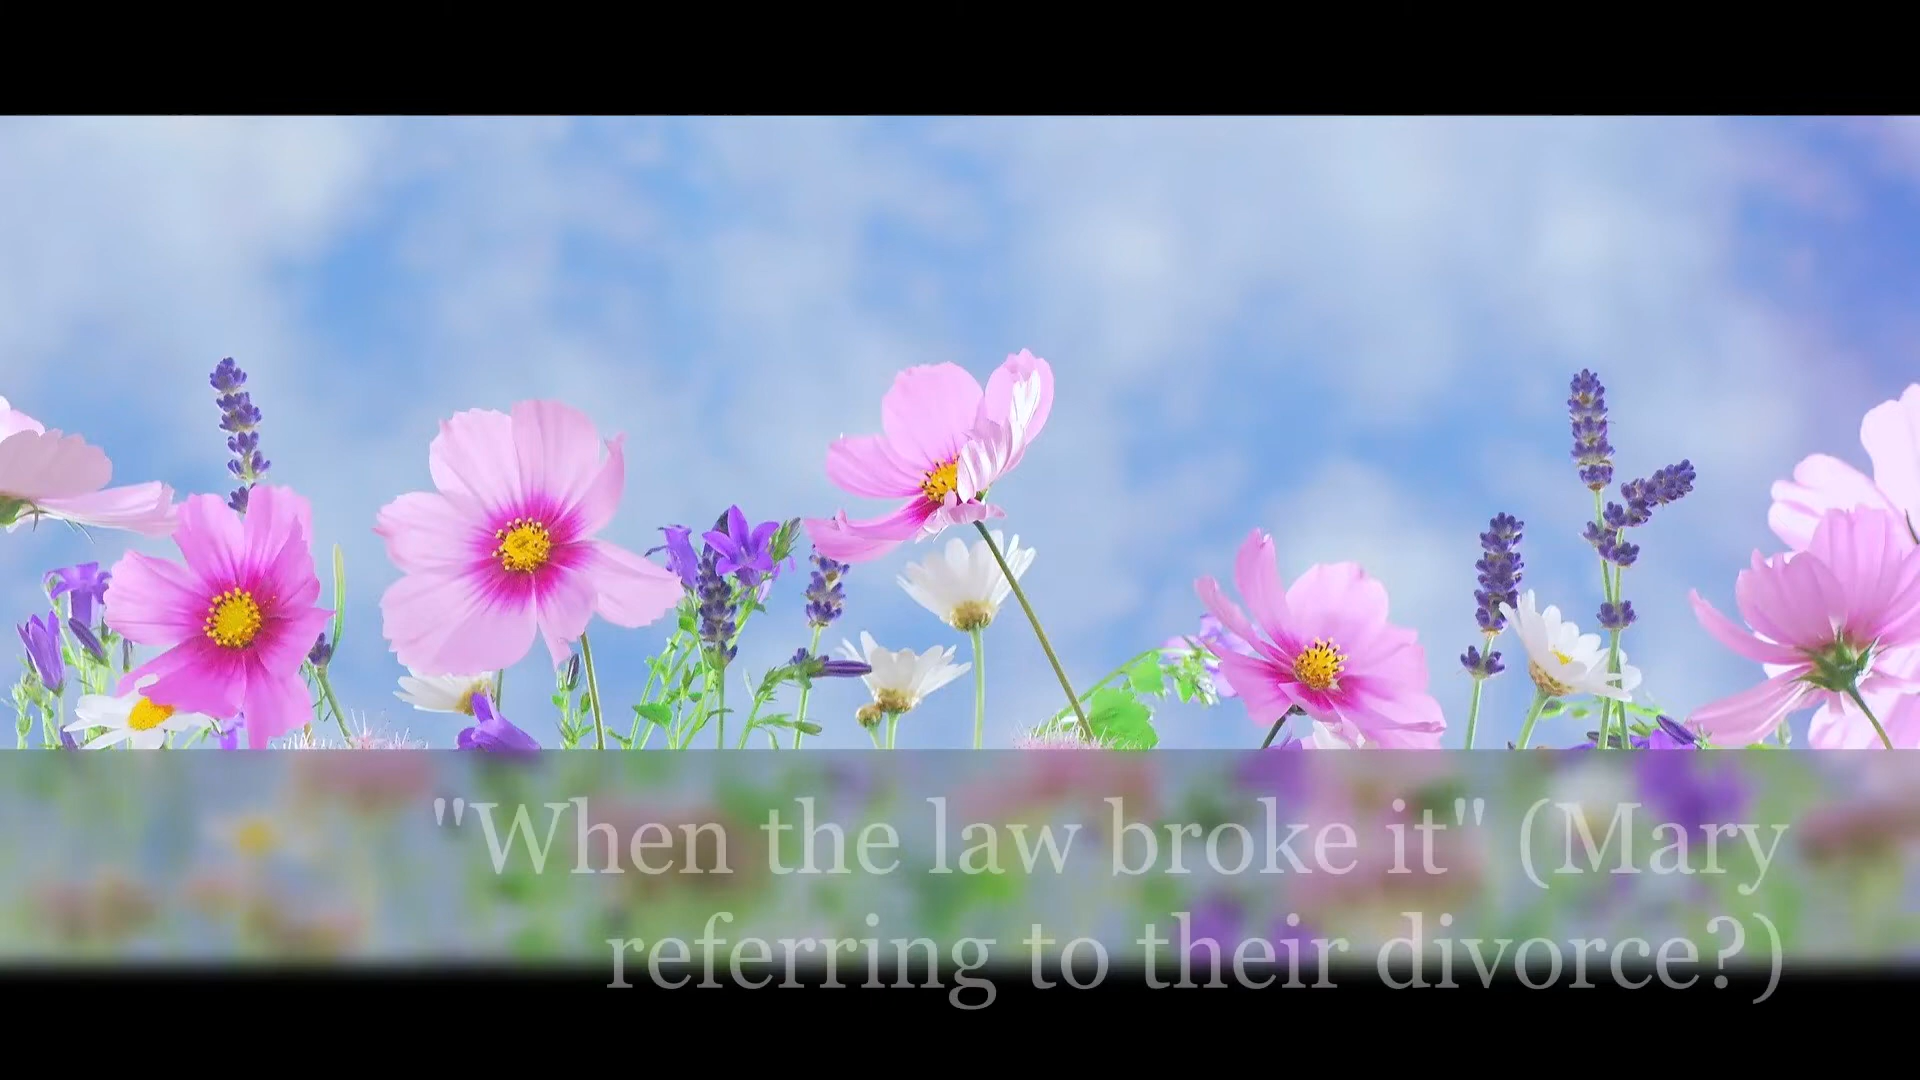 "When the law broke it" (Mary
referring to their divorce?)